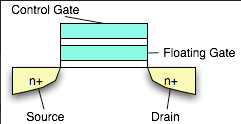 Control Gate
Floating Gate
n+
n+
Source
Drain